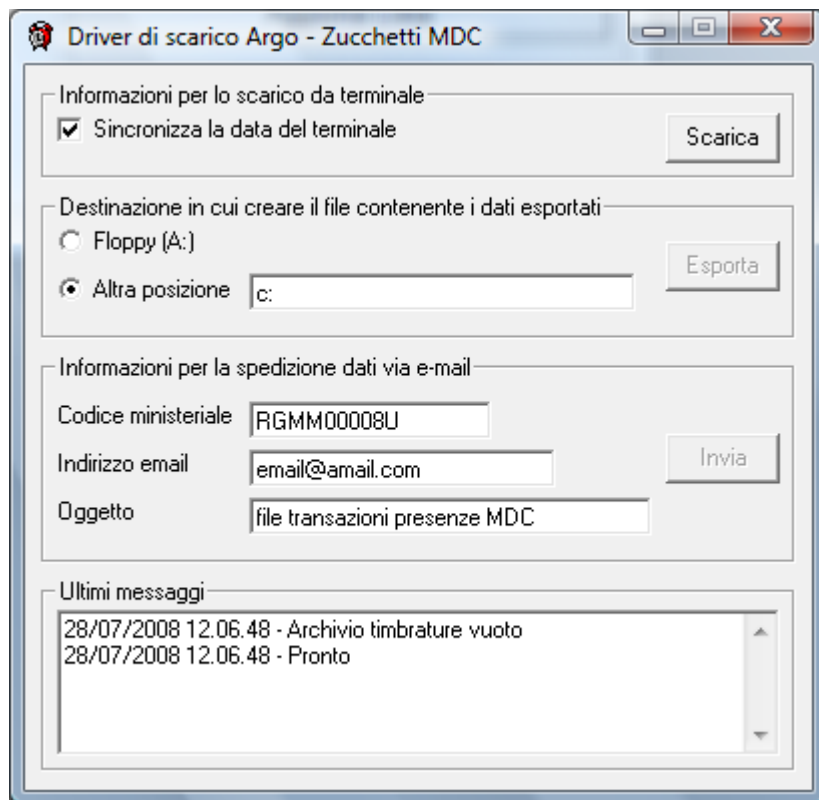 Driver di scarico Argo - Zucchetti MDC
Informazioni per lo scarico da terminale
Sincronizza la data del terminale
Scarica
Destinazione in cui creare il file contenente i dati esportati
Floppy (A:)
Esporta
Altra posizione c:
Informazioni per la spedizione dati via e-mail
Codice ministeriale RGMM00008U
Indirizzo email email@amail.com
Invia
Oggetto file transazioni presenze MDC
Ultimi messaggi
28/07/2008 12.06.48 - Archivio timbrature vuoto
28/07/2008 12.06.48 - Pronto